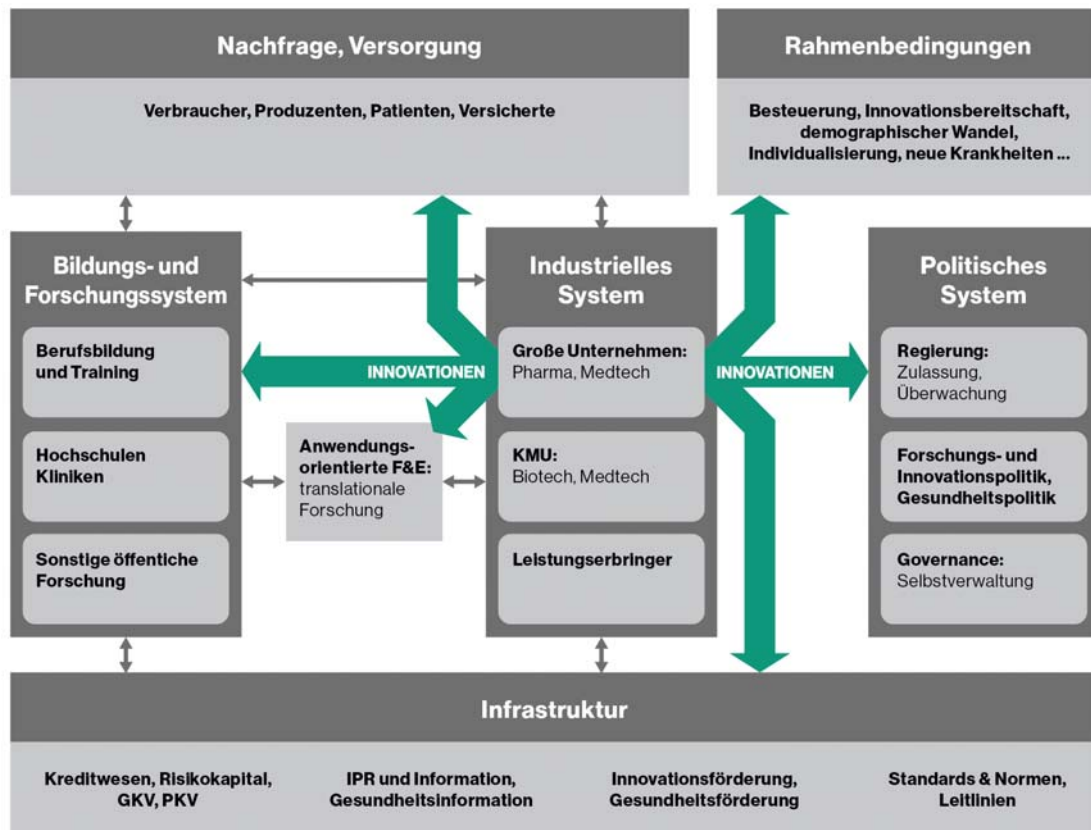 Nachfrage, Versorgung
Verbraucher, Produzenten, Patienten, Versicherte
Rahmenbedingungen
Besteuerung, Innovationsbereitschaft,
demographischer Wandel,
Individualisierung, neue Krankheiten ...
Bildungs- und
Forschungssystem
Berufsbildung
und Training
Hochschulen
Kliniken
Sonstige öffentiche
Forschung
INNOVATIONEN
Anwendungs-
orientierte F&E:
translationale
Forschung
Industrielles
System
Große Unternehmen:
Pharma, Medtech
KMU:
Biotech, Medtech
Leistungserbringer
INNOVATIONEN
Politisches
System
Regierung:
Zulassung,
Überwachung
Forschungs- und
Innovationspolitik,
Gesundheitspolitik
Governance:
Selbstverwaltung
Infrastruktur
Kreditwesen, Risikokapital,
GKV, PKV
IPR und Information,
Gesundheitsinformation
Innovationsförderung,
Gesundheitsförderung
Standards & Normen,
Leitlinien